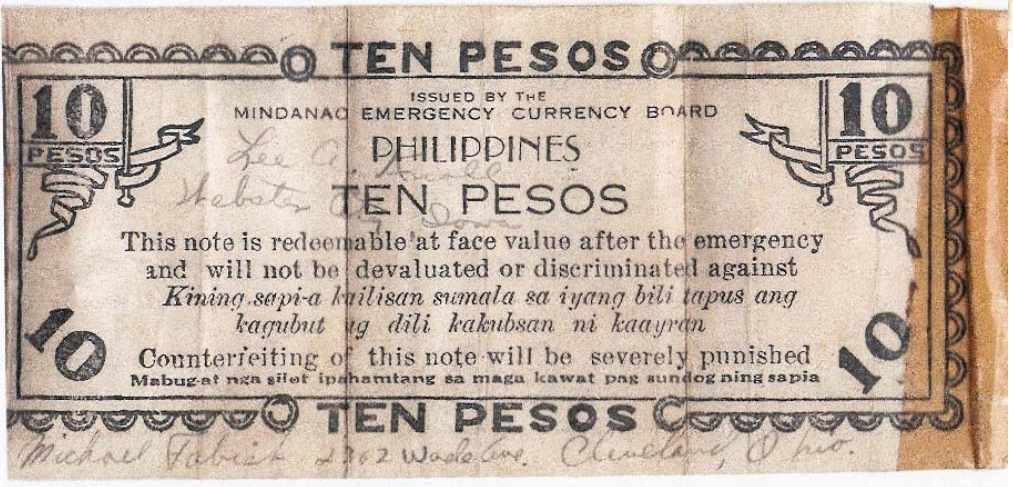 TEN PESOS
10 PESOS
10 PESOS
ISSUED BY THE
MINDANAO EMERGENCY CURRENCY BOARD
PHILIPPINES
Lee A.
Webster City, Iowa
TEN PESOS
This note is redeemable at face value after the emergency
and will not be devaluated or discriminated against
Kining sapi-a kailisan sumala sa iyang bili tapus ang
kagubut ug dili kakubsan ni kaayran
10
10
Counterfeiting of this note will be severely punished
Mabug-at nga silot ipahamtang sa maga kawat pag sundog ning sapia
TEN PESOS
Michael Fabish 2302 Wade Ave. Cleveland, Ohio.